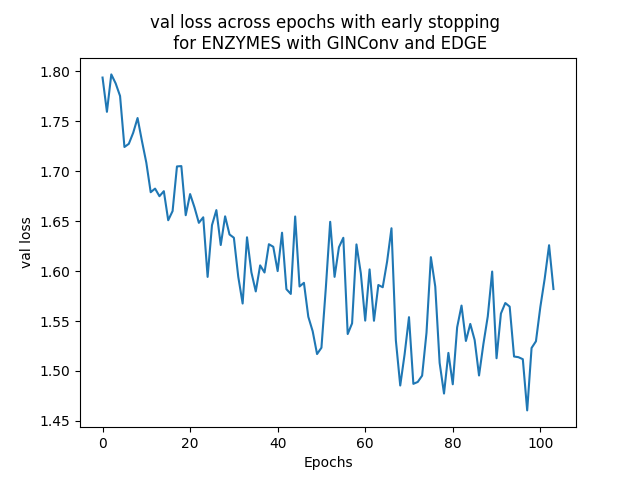 val loss across epochs with early stopping
for ENZYMES with GINConv and EDGE
1.80
1.75
1.70
1.65
1.60
1.55
1.50
1.45
val loss
0 20 40 60 80 100
Epochs